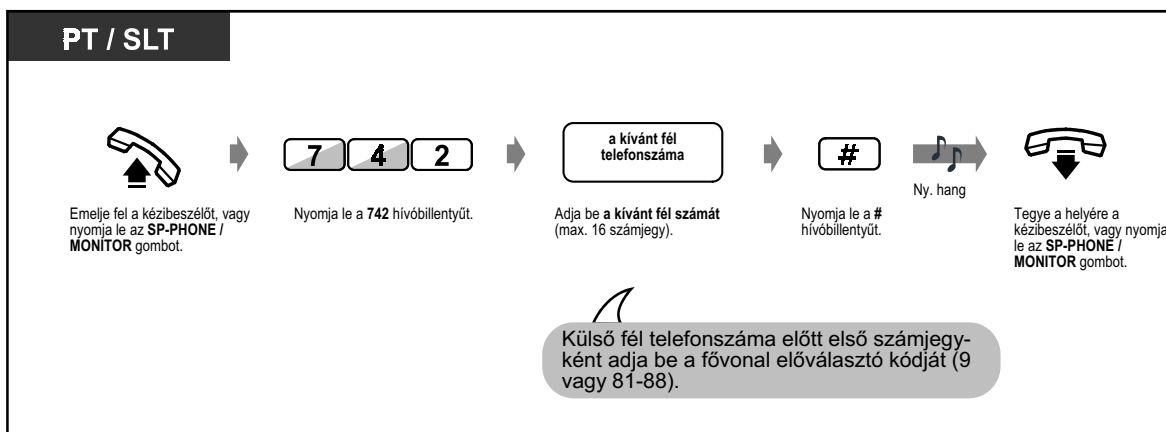 PT / SLT
7 4 2
a kívánt fél
telefonszáma
#
Ny. hang
Emelje fel a kézibeszélőt, vagy
nyomja le az SP-PHONE /
MONITOR gombot.
Nyomja le a 742 hívóbillentyűt.
Adja be a kívánt fél számát
(max. 16 számjegy).
Nyomja le a #
hívóbillentyűt.
Tegye a helyére a
kézibeszélőt, vagy nyomja
le az SP-PHONE /
MONITOR gombot.
Külső fél telefonszáma előtt első számjegy-
ként adja be a fővonal előválasztó kódját (9
vagy 81-88).